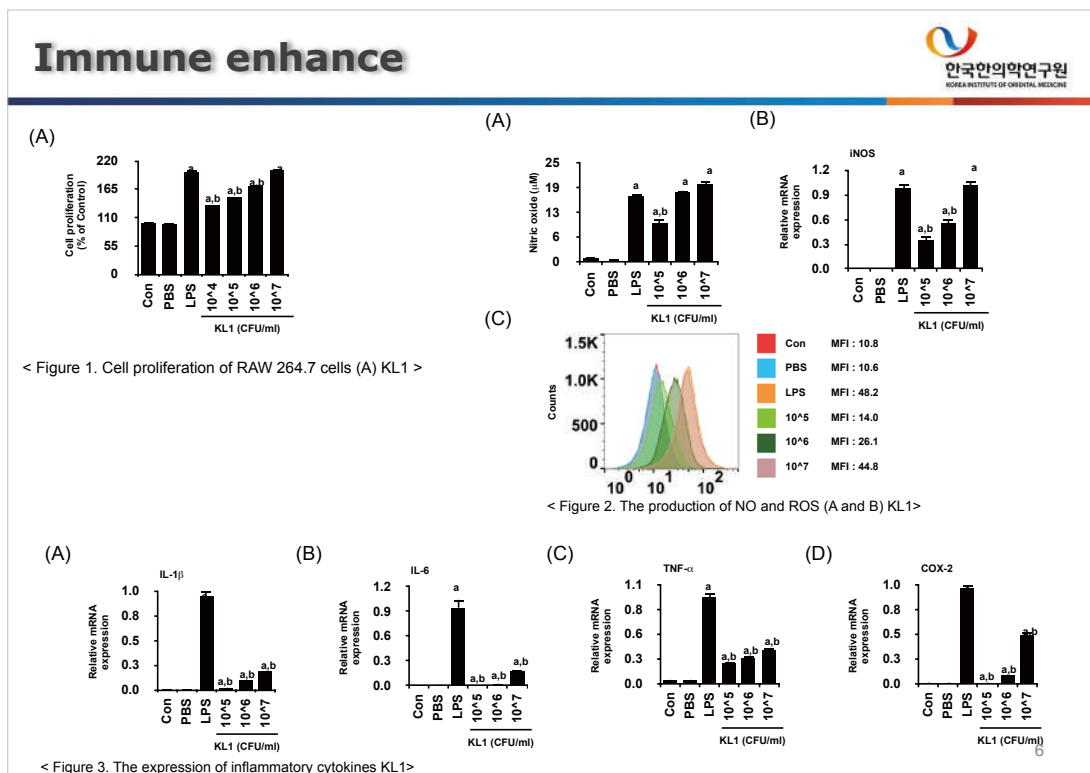 Immune enhance
한국한의학연구원
KOREA INSTITUTE OF ORIENTAL MEDICINE
(A)
Cell proliferation
(% of Control)
220
165
110
55
0
a
a,b
a,b
a,b
a
Con
PBS
LPS
10^4
10^5
10^6
10^7
KL1 (CFU/ml)
< Figure 1. Cell proliferation of RAW 264.7 cells (A) KL1 >
(A)
Nitric oxide (μM)
25
19
13
6
0
a
a,b
a
a
Con
PBS
LPS
10^5
10^6
10^7
KL1 (CFU/ml)
(B)
iNOS
Relative mRNA
expression
1.2
0.9
0.6
0.3
0.0
a
a,b
a,b
a
Con
PBS
LPS
10^5
10^6
10^7
KL1 (CFU/ml)
(C)
Counts
1.5K
1.0K
500
0
10^0
10^1
10^2
Con MFI : 10.8
PBS MFI : 10.6
LPS MFI : 48.2
10^5 MFI : 14.0
10^6 MFI : 26.1
10^7 MFI : 44.8
< Figure 2. The production of NO and ROS (A and B) KL1>
(A)
IL-1β
Relative mRNA
expression
1.0
0.8
0.5
0.3
0.0
a,b
a,b
a,b
Con
PBS
LPS
10^5
10^6
10^7
KL1 (CFU/ml)
(B)
IL-6
Relative mRNA
expression
1.2
0.9
0.6
0.3
0.0
a
a,b
a,b
a,b
Con
PBS
LPS
10^5
10^6
10^7
KL1 (CFU/ml)
(C)
TNF-α
Relative mRNA
expression
1.1
0.8
0.5
0.3
0.0
a
a,b
a,b
a,b
Con
PBS
LPS
10^5
10^6
10^7
KL1 (CFU/ml)
(D)
COX-2
Relative mRNA
expression
1.0
0.8
0.5
0.3
0.0
a,b
a,b
a,b
Con
PBS
LPS
10^5
10^6
10^7
KL1 (CFU/ml)
< Figure 3. The expression of inflammatory cytokines KL1>
6